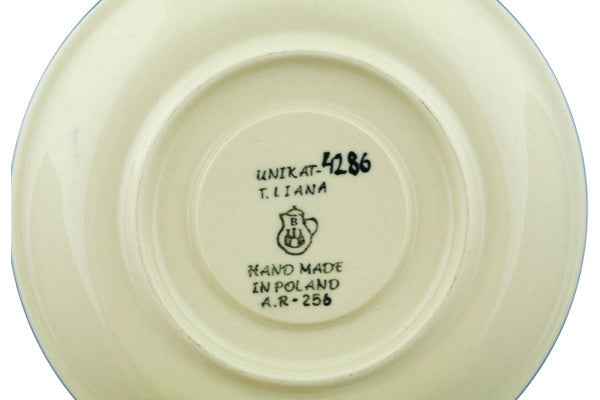 UNIKAT-4286
T. LIANA
B
HAND MADE
IN POLAND
A.R-256